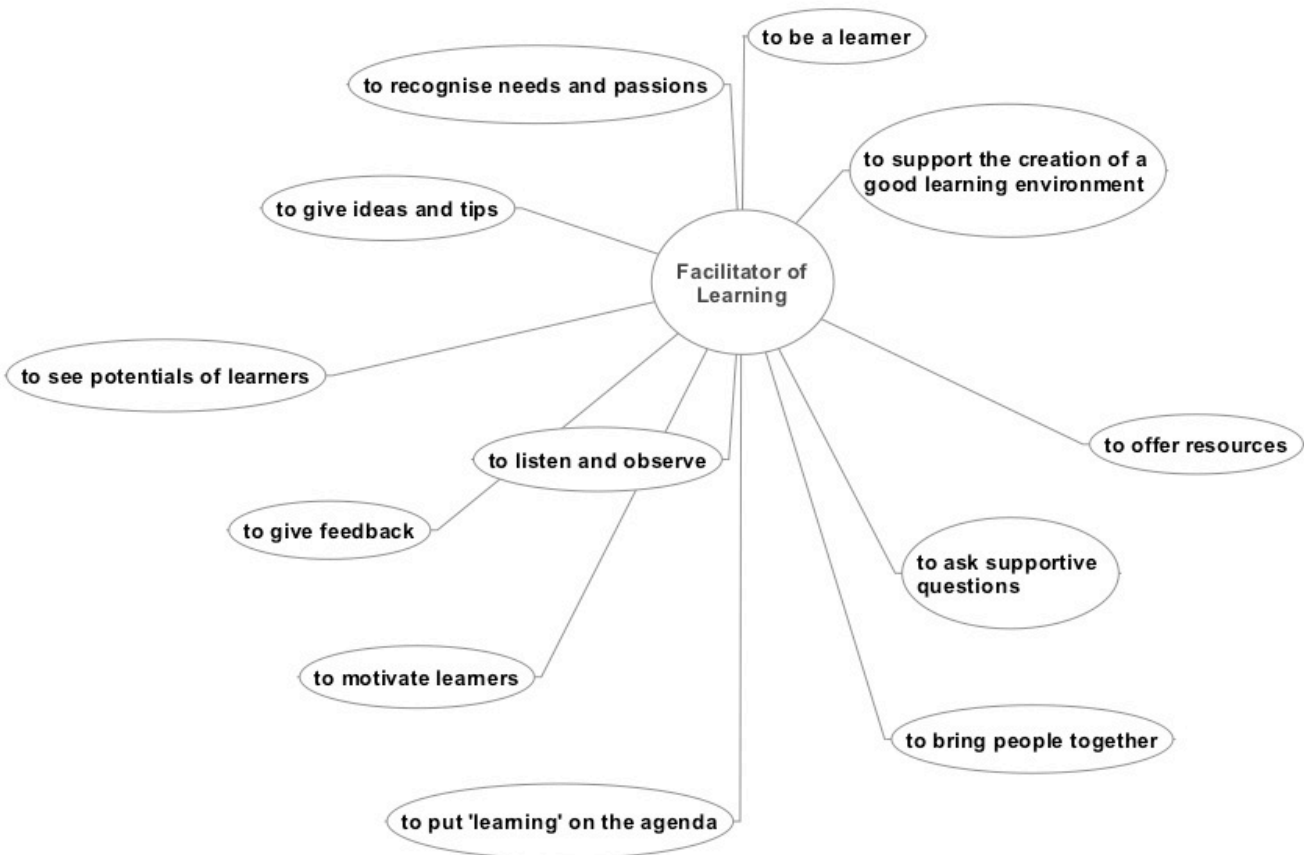 to be a learner
to recognise needs and passions
to support the creation of a
good learning environment
to give ideas and tips
Facilitator of
Learning
to see potentials of learners
to listen and observe
to offer resources
to give feedback
to ask supportive
questions
to motivate learners
to bring people together
to put 'learning' on the agenda